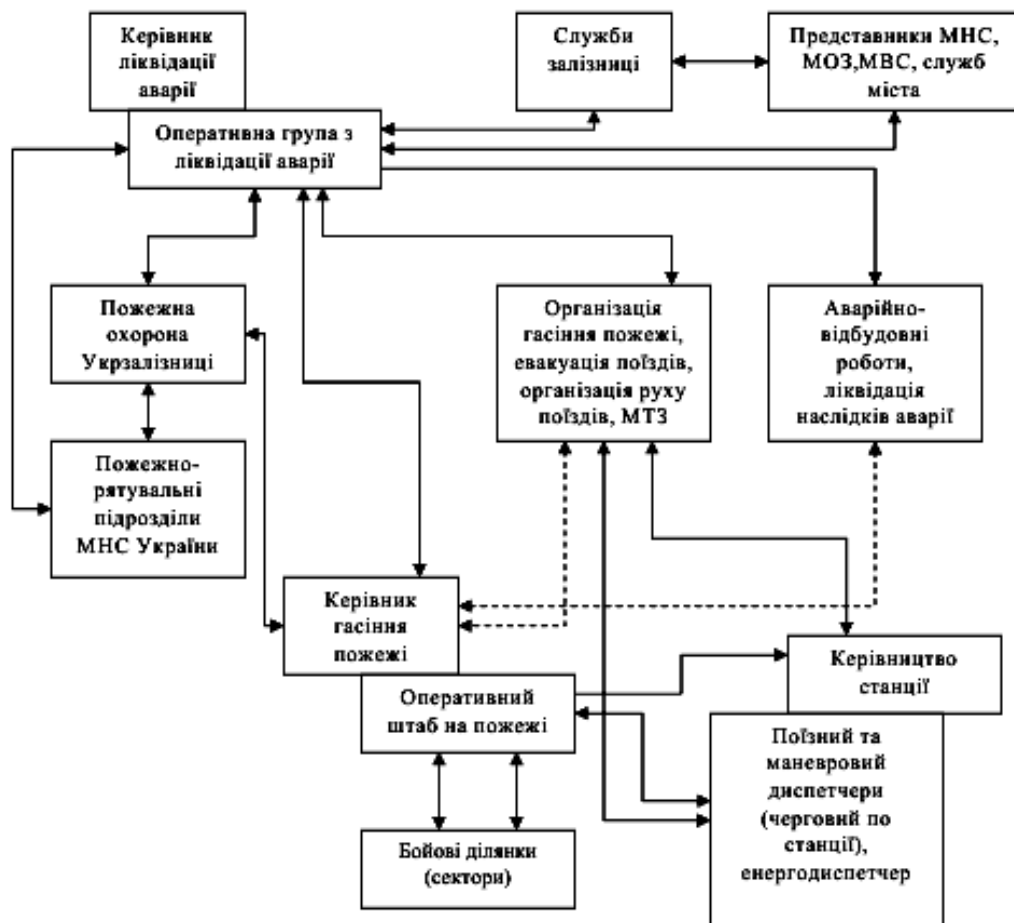 Керівник
ліквідації
аварії
Служби
залізниці
Представники МНС,
МОЗ,МВС, служб
міста
Оперативна група з
ліквідації аварії
Пожежна
охорона
Укрзалізниці
Організація
гасіння пожежі,
евакуація поїздів,
організація руху
поїздів, МТЗ
Аварійно-
відбудовні
роботи,
ліквідація
наслідків аварії
Пожежно-
рятувальні
підрозділи
МНС України
Керівник
гасіння
пожежі
Керівництво
станції
Оперативний
штаб на пожежі
Поїзний та
маневровий
диспетчери
(черговий по
станції),
енергодиспетчер
Бойові ділянки
(сектори)